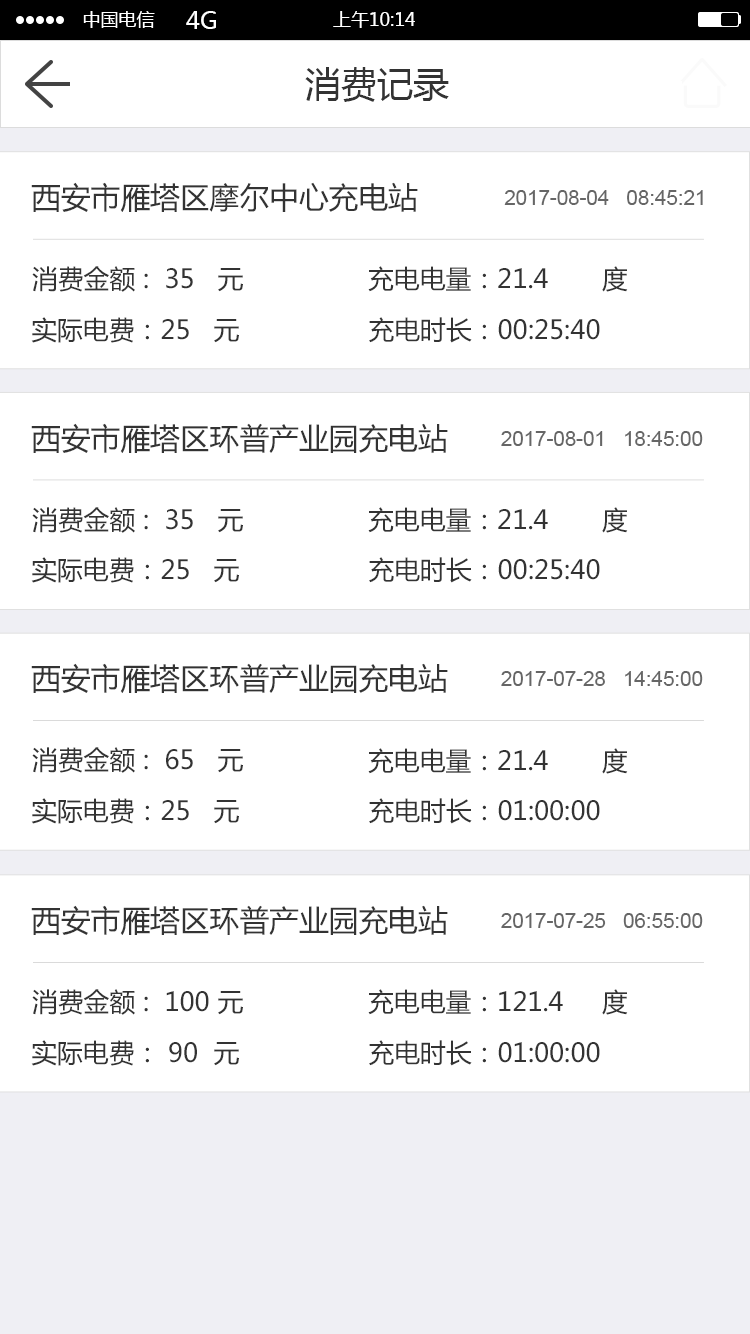 中国电信 4G 上午10:14
消费记录
西安市雁塔区摩尔中心充电站 2017-08-04 08:45:21
消费金额： 35 元 充电电量：21.4 度
实际电费：25 元 充电时长：00:25:40
西安市雁塔区环普产业园充电站 2017-08-01 18:45:00
消费金额： 35 元 充电电量：21.4 度
实际电费：25 元 充电时长：00:25:40
西安市雁塔区环普产业园充电站 2017-07-28 14:45:00
消费金额： 65 元 充电电量：21.4 度
实际电费：25 元 充电时长：01:00:00
西安市雁塔区环普产业园充电站 2017-07-25 06:55:00
消费金额： 100 元 充电电量：121.4 度
实际电费： 90 元 充电时长：01:00:00